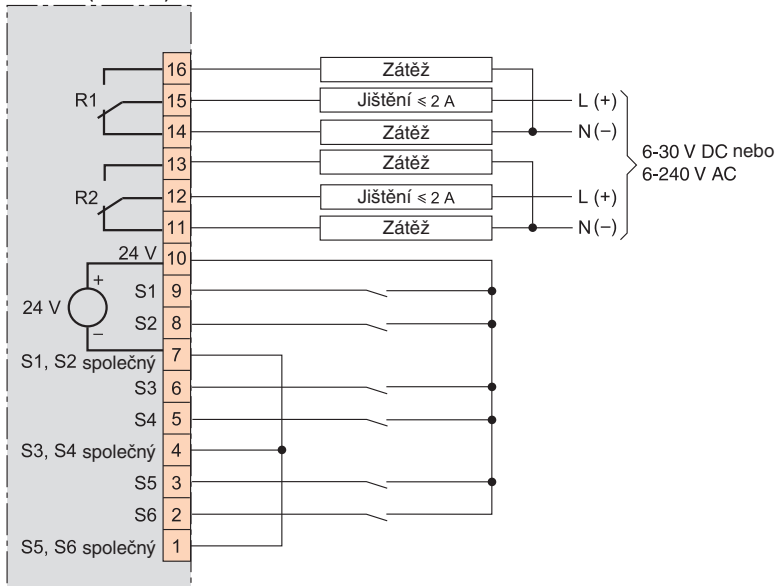 16 Zátěž
R1 15 Jištění ≤ 2 A L (+)
14 Zátěž N (−)
13 Zátěž
6-30 V DC nebo
6-240 V AC
R2 12 Jištění ≤ 2 A L (+)
11 Zátěž N (−)
24 V 10
+
S1 9
24 V
S2 8
−
7
S1, S2 společný
S3 6
S4 5
S3, S4 společný 4
S5 3
S6 2
S5, S6 společný 1